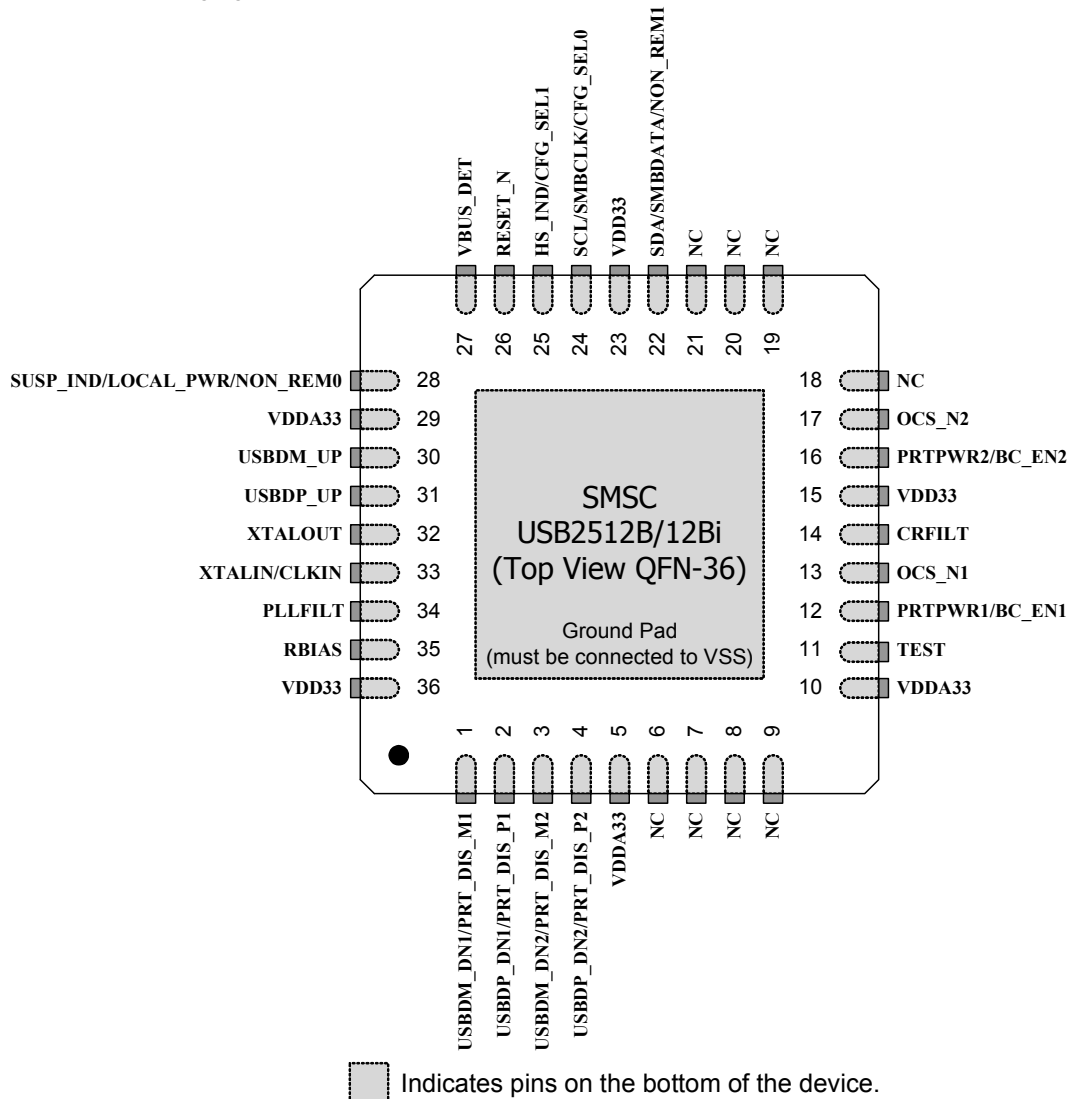 VBUS_DET
RESET_N
HS_IND/CFG_SEL1
SCL/SMBCLK/CFG_SEL0
VDD33
SDA/SMBDATA/NON_REM1
NC
NC
NC
27
26
25
24
23
22
21
20
19
SUSP_IND/LOCAL_PWR/NON_REM0 28
VDDA33 29
USBDM_UP 30
USBDP_UP 31
XTALOUT 32
XTALIN/CLKIN 33
PLLFILT 34
RBIAS 35
VDD33 36
SMSC
USB2512B/12Bi
(Top View QFN-36)
Ground Pad
(must be connected to VSS)
18 NC
17 OCS_N2
16 PRTPWR2/BC_EN2
15 VDD33
14 CRFILT
13 OCS_N1
12 PRTPWR1/BC_EN1
11 TEST
10 VDDA33
1
2
3
4
5
6
7
8
9
USBDM_DN1/PRT_DIS_M1
USBDP_DN1/PRT_DIS_P1
USBDM_DN2/PRT_DIS_M2
USBDP_DN2/PRT_DIS_P2
VDDA33
NC
NC
NC
NC
Indicates pins on the bottom of the device.